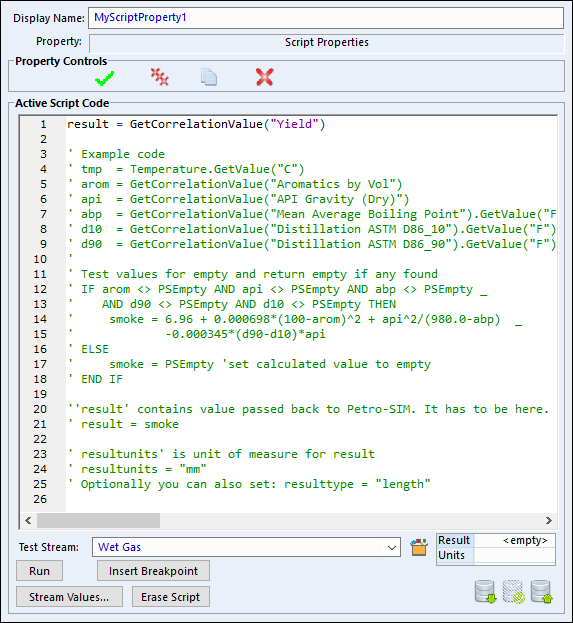 Display Name: MyScriptProperty1
Property: Script Properties
Property Controls
Active Script Code
1 result = GetCorrelationValue("Yield")
2
3 ' Example code
4 ' tmp  = Temperature.GetValue("C")
5 ' arom = GetCorrelationValue("Aromatics by Vol")
6 ' api  = GetCorrelationValue("API Gravity (Dry)")
7 ' abp  = GetCorrelationValue("Mean Average Boiling Point").GetValue("F
8 ' d10  = GetCorrelationValue("Distillation ASTM D86_10").GetValue("F")
9 ' d90  = GetCorrelationValue("Distillation ASTM D86_90").GetValue("F")
10 '
11 ' Test values for empty and return empty if any found
12 ' IF arom <> PSEmpty AND api <> PSEmpty AND abp <> PSEmpty _
13 '    AND d90 <> PSEmpty AND d10 <> PSEmpty THEN
14 '     smoke = 6.96 + 0.000698*(100-arom)^2 + api^2/(980.0-abp)  _
15 '             -0.000345*(d90-d10)*api
16 ' ELSE
17 '     smoke = PSEmpty 'set calculated value to empty
18 ' END IF
19
20 ''result' contains value passed back to Petro-SIM. It has to be here.
21 ' result = smoke
22
23 ' resultunits' is unit of measure for result
24 ' resultunits = "mm"
25 ' Optionally you can also set: resulttype = "length"
26
Test Stream: Wet Gas
Result <empty>
Units
Run Insert Breakpoint
Stream Values... Erase Script